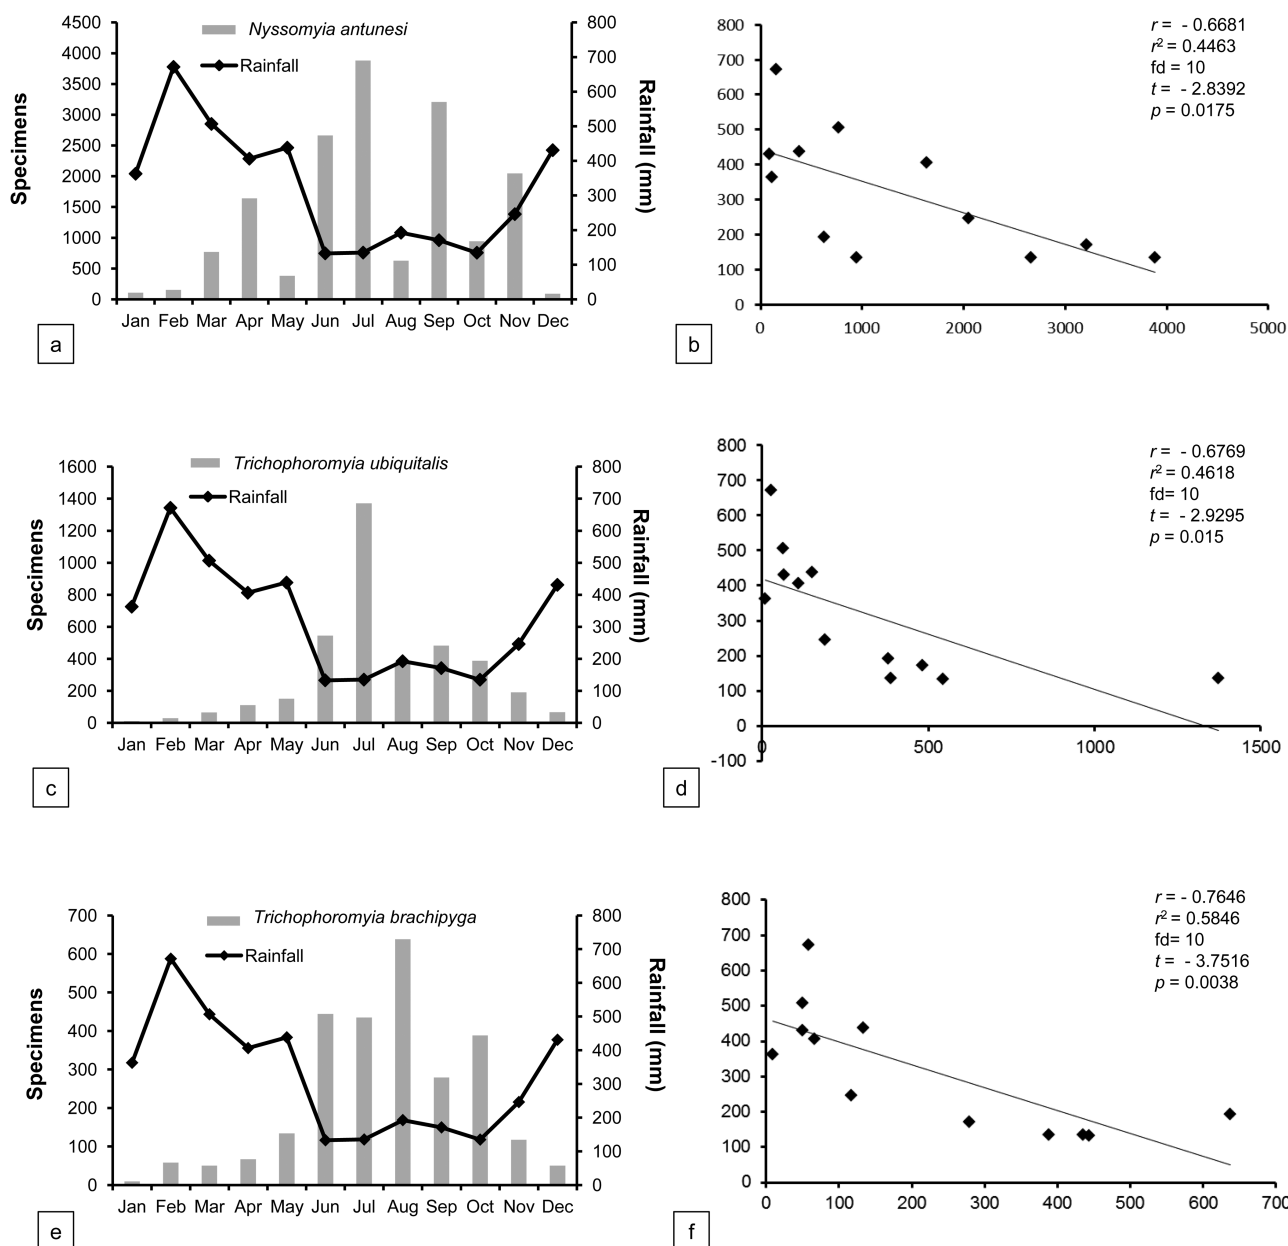 Nyssomyia antunesi
Rainfall
Specimens
4500
4000
3500
3000
2500
2000
1500
1000
500
0
800
700
600
500
400
300
200
100
0
Rainfall (mm)
Jan Feb Mar Apr May Jun Jul Aug Sep Oct Nov Dec
a
r = - 0.6681
r² = 0.4463
fd = 10
t = - 2.8392
p = 0.0175
800
700
600
500
400
300
200
100
0
0 1000 2000 3000 4000 5000
b
Trichophoromyia ubiquitalis
Rainfall
Specimens
1600
1400
1200
1000
800
600
400
200
0
800
700
600
500
400
300
200
100
0
Rainfall (mm)
Jan Feb Mar Apr May Jun Jul Aug Sep Oct Nov Dec
c
r = - 0.6769
r² = 0.4618
fd= 10
t = - 2.9295
p = 0.015
800
700
600
500
400
300
200
100
0
-100
0 500 1000 1500
d
Trichophoromyia brachipyga
Rainfall
Specimens
700
600
500
400
300
200
100
0
800
700
600
500
400
300
200
100
0
Rainfall (mm)
Jan Feb Mar Apr May Jun Jul Aug Sep Oct Nov Dec
e
r = - 0.7646
r² = 0.5846
fd= 10
t = - 3.7516
p = 0.0038
800
700
600
500
400
300
200
100
0
0 100 200 300 400 500 600 700
f